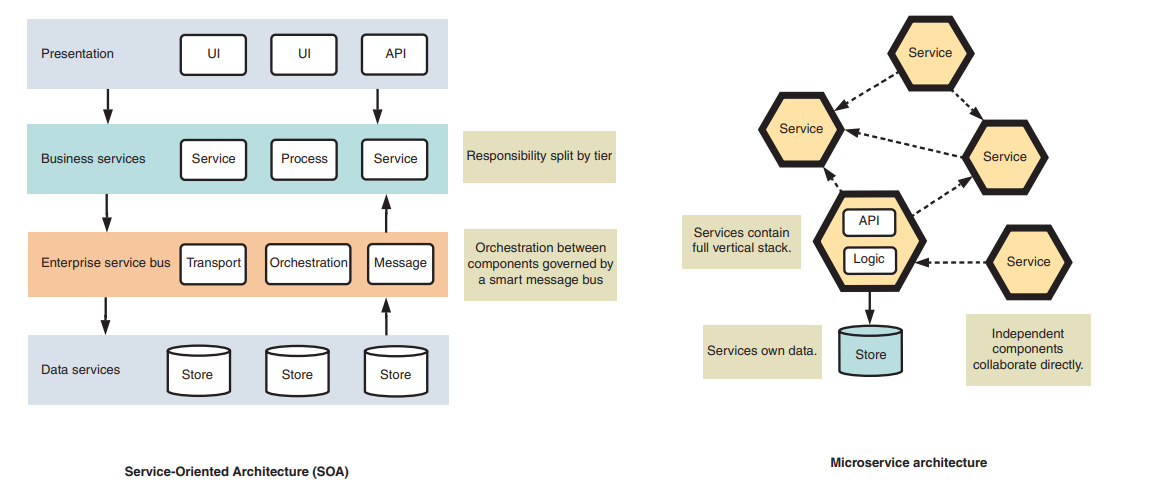 Presentation
UI
UI
API
Business services
Service
Process
Service
Responsibility split by tier
Enterprise service bus
Transport
Orchestration
Message
Orchestration between
components governed by
a smart message bus
Data services
Store
Store
Store
Service-Oriented Architecture (SOA)
Service
Service
Service
API
Logic
Services contain
full vertical stack.
Service
Services own data.
Store
Independent
components
collaborate directly.
Microservice architecture